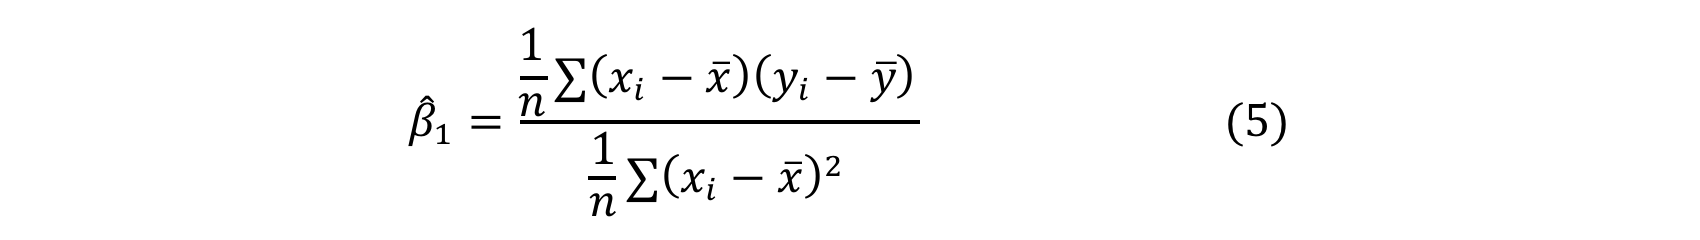 β̂₁ = (1/n ∑(xᵢ − x̄)(yᵢ − ȳ)) / (1/n ∑(xᵢ − x̄)²) (5)